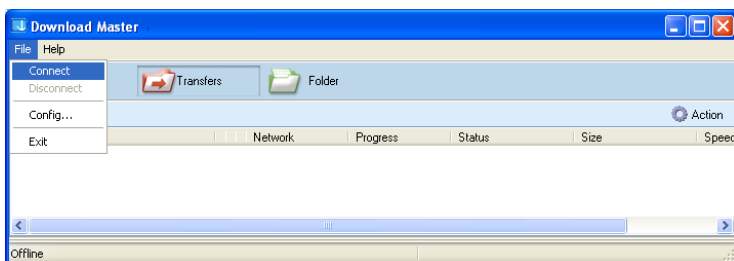 Download Master
File Help
Connect
Disconnect
Config...
Exit
Transfers Folder
Action
Network Progress Status Size Speed
Offline